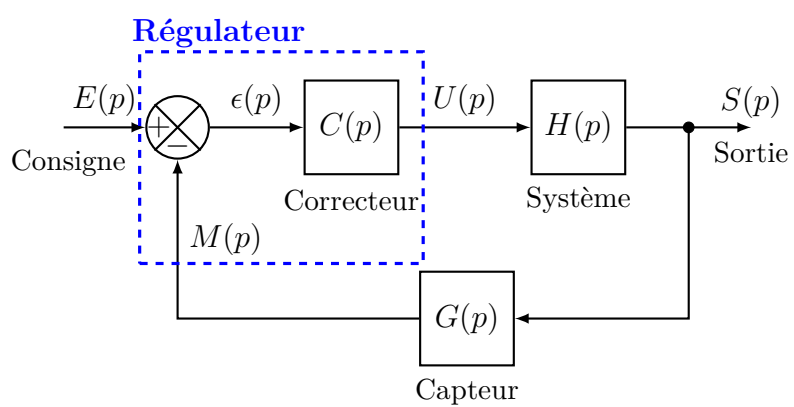 Régulateur
E(p)
ϵ(p)
U(p)
S(p)
+
−
C(p)
H(p)
Consigne
Sortie
Correcteur
Système
M(p)
G(p)
Capteur